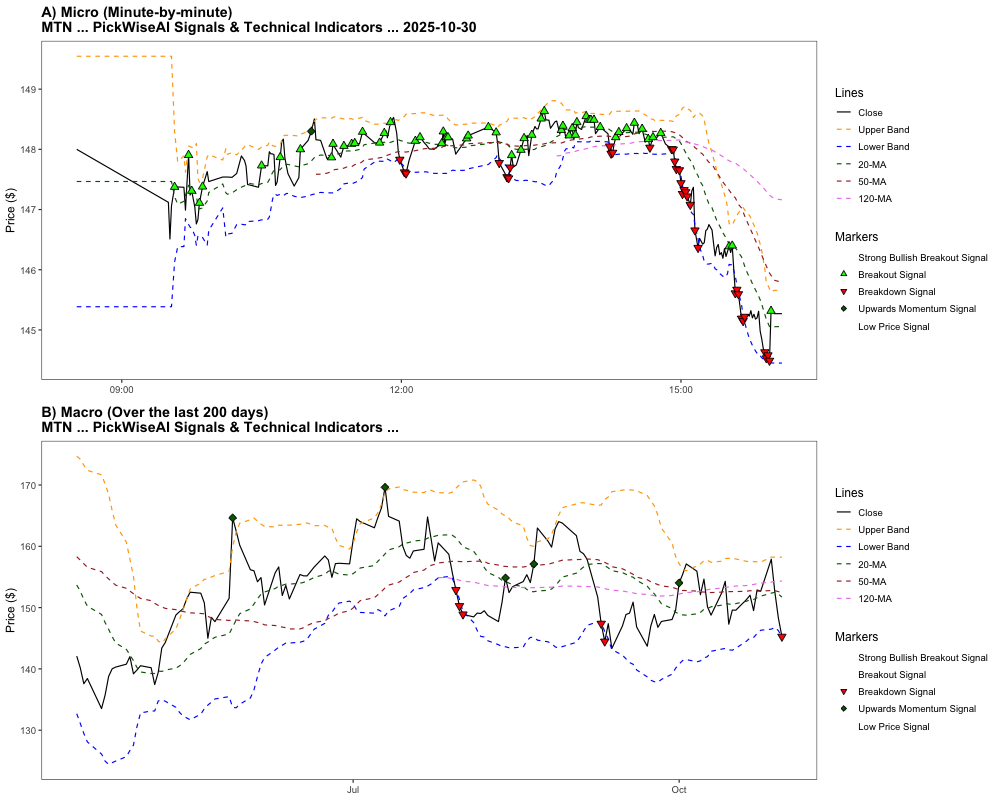 A) Micro (Minute-by-minute)
MTN ... PickWiseAI Signals & Technical Indicators ... 2025-10-30
Price ($)
149
148
147
146
145
09:00
12:00
15:00
Lines
Close
Upper Band
Lower Band
20-MA
50-MA
120-MA
Markers
Strong Bullish Breakout Signal
Breakout Signal
Breakdown Signal
Upwards Momentum Signal
Low Price Signal
B) Macro (Over the last 200 days)
MTN ... PickWiseAI Signals & Technical Indicators ...
Price ($)
170
160
150
140
130
Jul
Oct
Lines
Close
Upper Band
Lower Band
20-MA
50-MA
120-MA
Markers
Strong Bullish Breakout Signal
Breakout Signal
Breakdown Signal
Upwards Momentum Signal
Low Price Signal